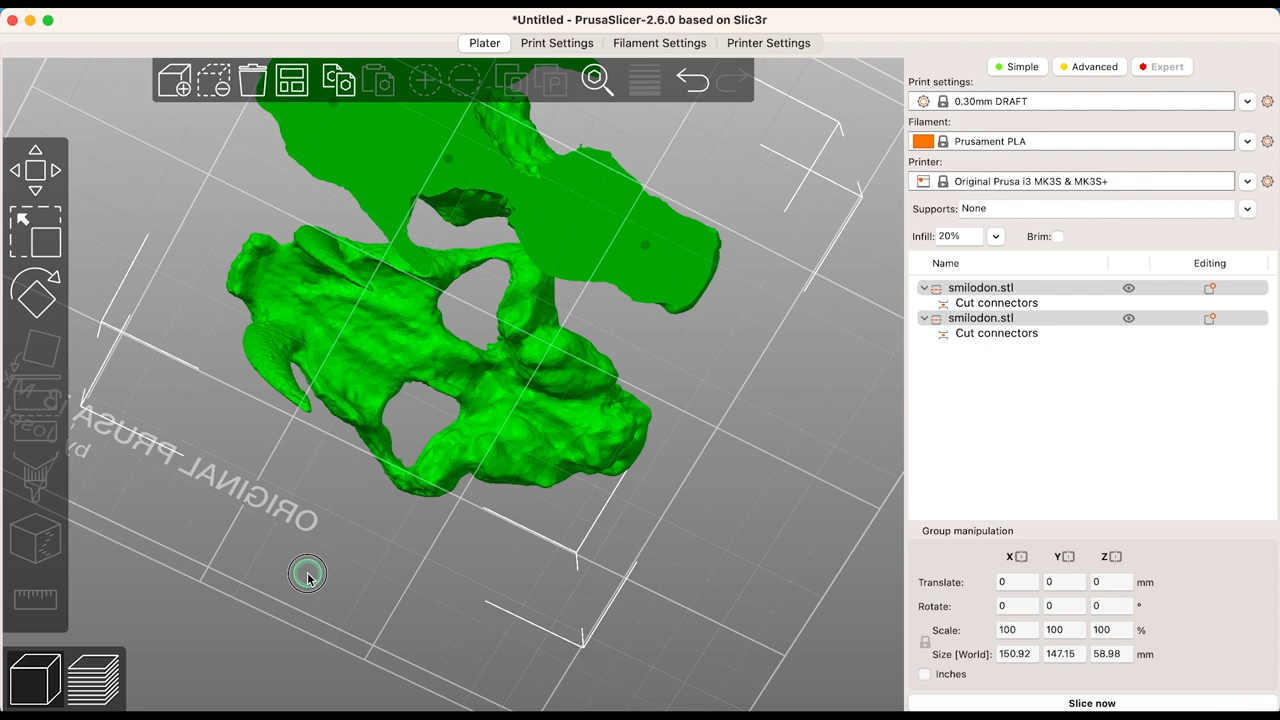 *Untitled - PrusaSlicer-2.6.0 based on Slic3r
Plater Print Settings Filament Settings Printer Settings
Simple Advanced Expert
Print settings:
0.30mm DRAFT
Filament:
Prusament PLA
Printer:
Original Prusa i3 MK3S & MK3S+
Supports: None
Infill: 20% Brim:
Name Editing
smilodon.stl
Cut connectors
smilodon.stl
Cut connectors
ORIGINAL PRUSA i3
by Josef
Group manipulation
X Y Z
Translate: 0 0 0 mm
Rotate: 0 0 0 °
Scale: 100 100 100 %
Size [World]: 150.92 147.15 58.98 mm
Inches
Slice now